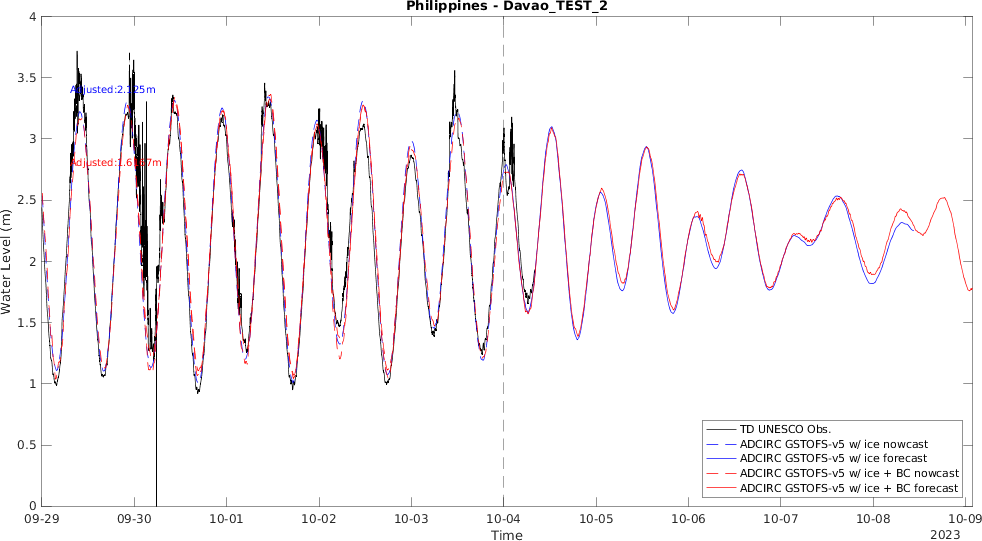 Philippines - Davao_TEST_2
4
3.5
3
2.5
2
1.5
1
0.5
0
Water Level (m)
Adjusted:2.125m
TD UNESCO Obs.
ADCIRC GSTOFS-v5 w/ ice nowcast
ADCIRC GSTOFS-v5 w/ ice forecast
ADCIRC GSTOFS-v5 w/ ice + BC nowcast
ADCIRC GSTOFS-v5 w/ ice + BC forecast
09-29 09-30 10-01 10-02 10-03 10-04 10-05 10-06 10-07 10-08 10-09
Time
2023